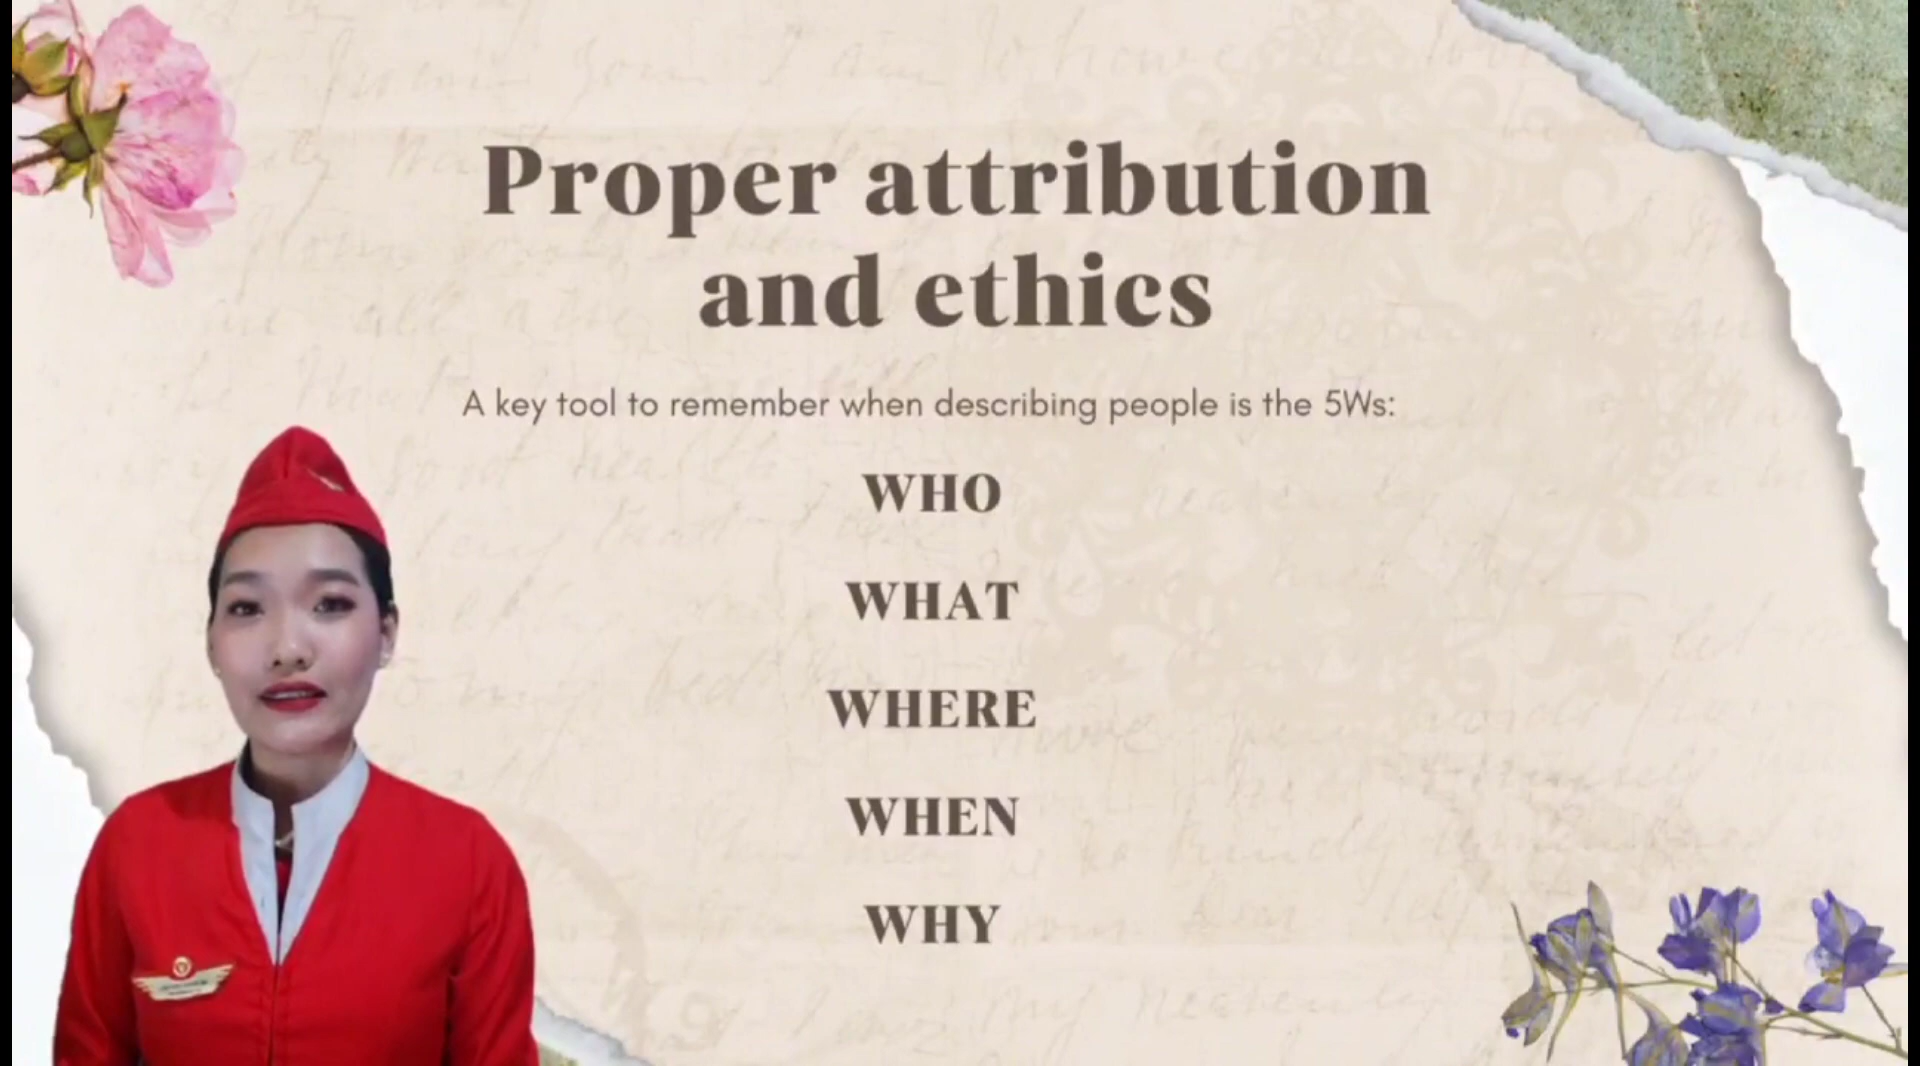 Proper attribution
and ethics
A key tool to remember when describing people is the 5Ws:
WHO
WHAT
WHERE
WHEN
WHY